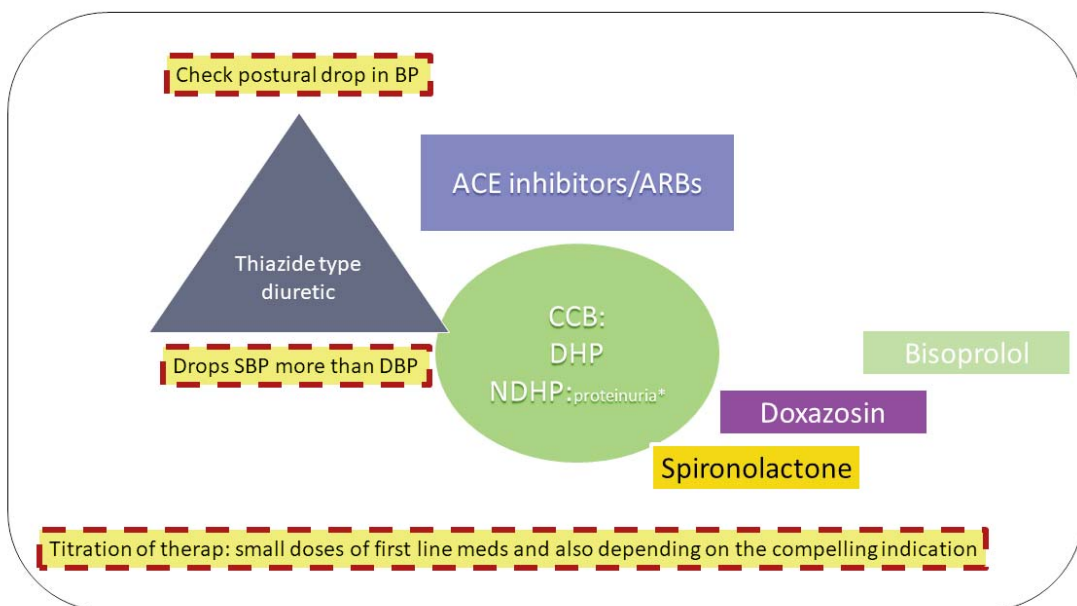 Check postural drop in BP
ACE inhibitors/ARBs
Thiazide type
diuretic
CCB:
DHP
NDHP:proteinuria*
Drops SBP more than DBP
Bisoprolol
Doxazosin
Spironolactone
Titration of therap: small doses of first line meds and also depending on the compelling indication